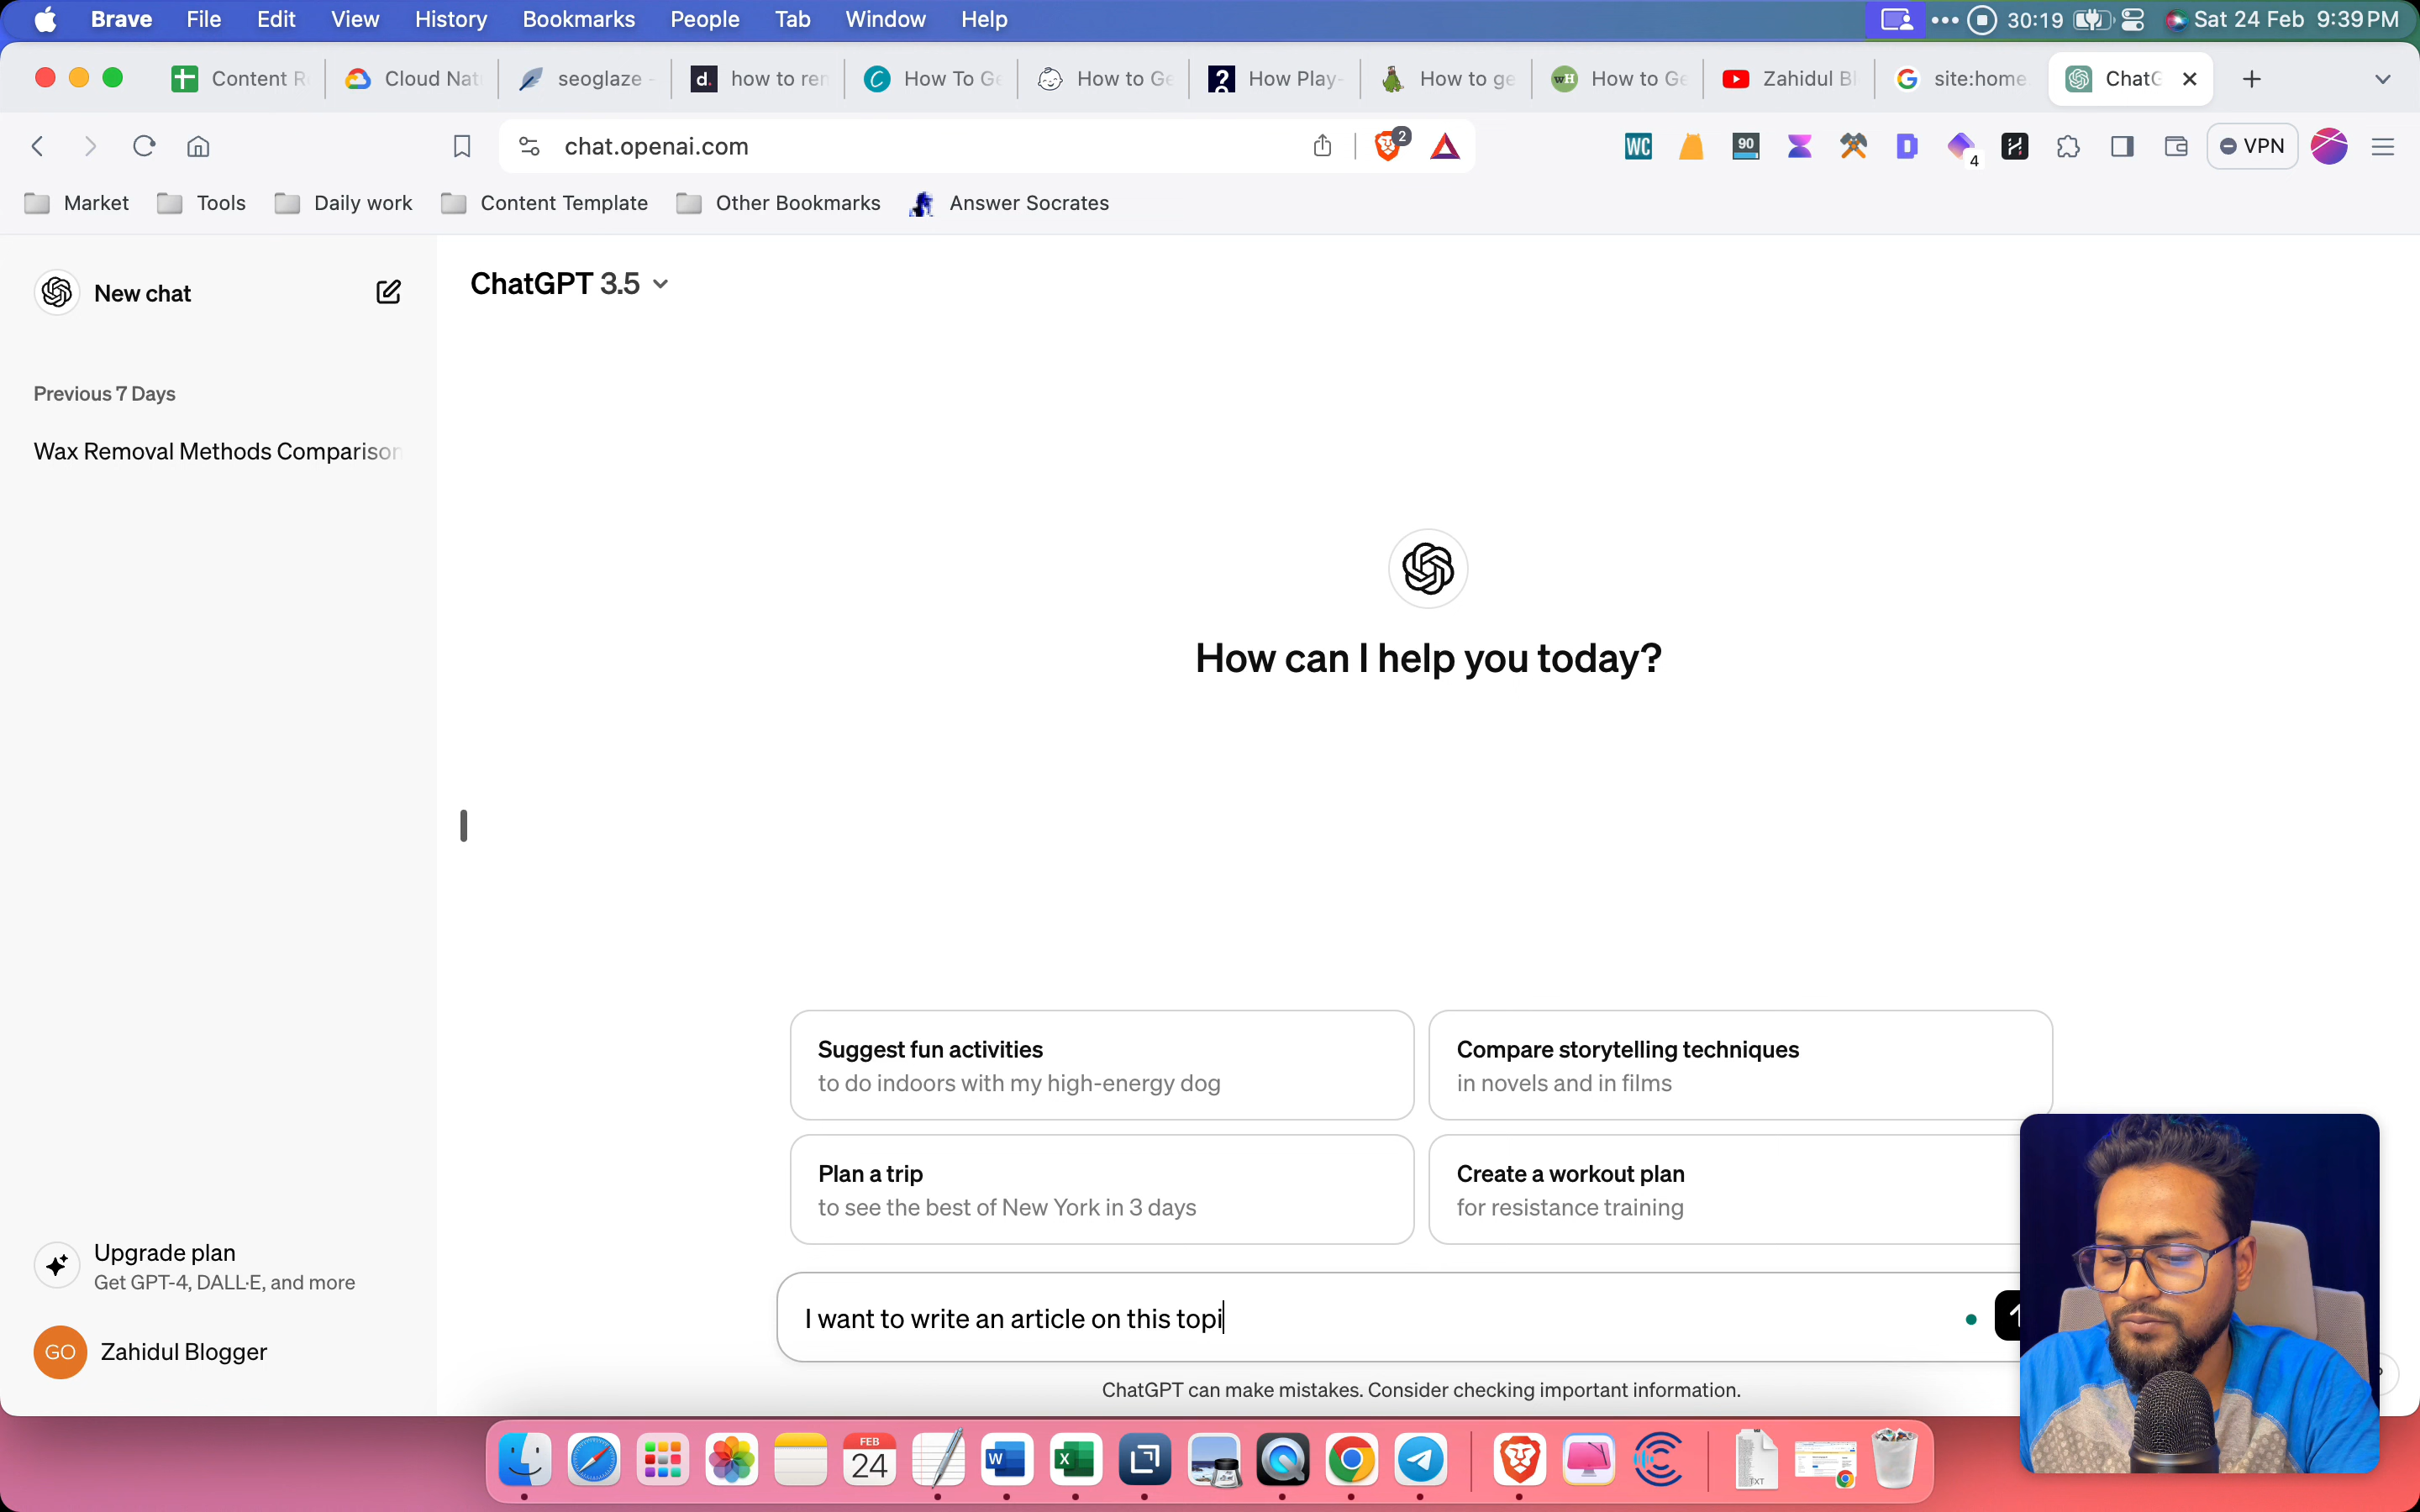 Brave File Edit View History Bookmarks People Tab Window Help 30:19 Sat 24 Feb 9:39 PM
Content R Cloud Nat seoglaze - d. how to ren How To Ge How to Ge How Play- How to ge wH How to Ge Zahidul Bl site:home ChatG
chat.openai.com 2 WC 90 D 4 VPN
Market Tools Daily work Content Template Other Bookmarks Answer Socrates
New chat
ChatGPT 3.5
Previous 7 Days
Wax Removal Methods Comparison
How can I help you today?
Suggest fun activities
to do indoors with my high-energy dog
Compare storytelling techniques
in novels and in films
Plan a trip
to see the best of New York in 3 days
Create a workout plan
for resistance training
Upgrade plan
Get GPT-4, DALL·E, and more
GO Zahidul Blogger
I want to write an article on this topi
ChatGPT can make mistakes. Consider checking important information.
FEB
24
W
X
TXT